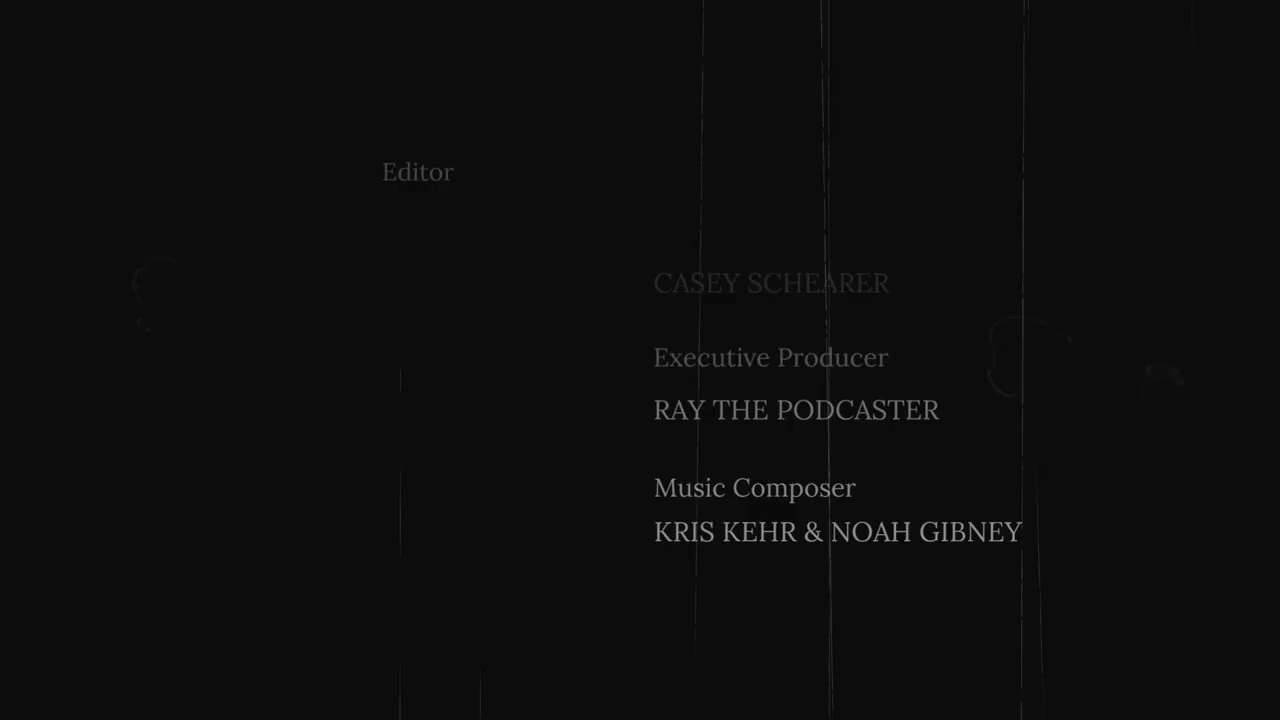 Editor
CASEY SCHEARER
Executive Producer
RAY THE PODCASTER
Music Composer
KRIS KEHR & NOAH GIBNEY